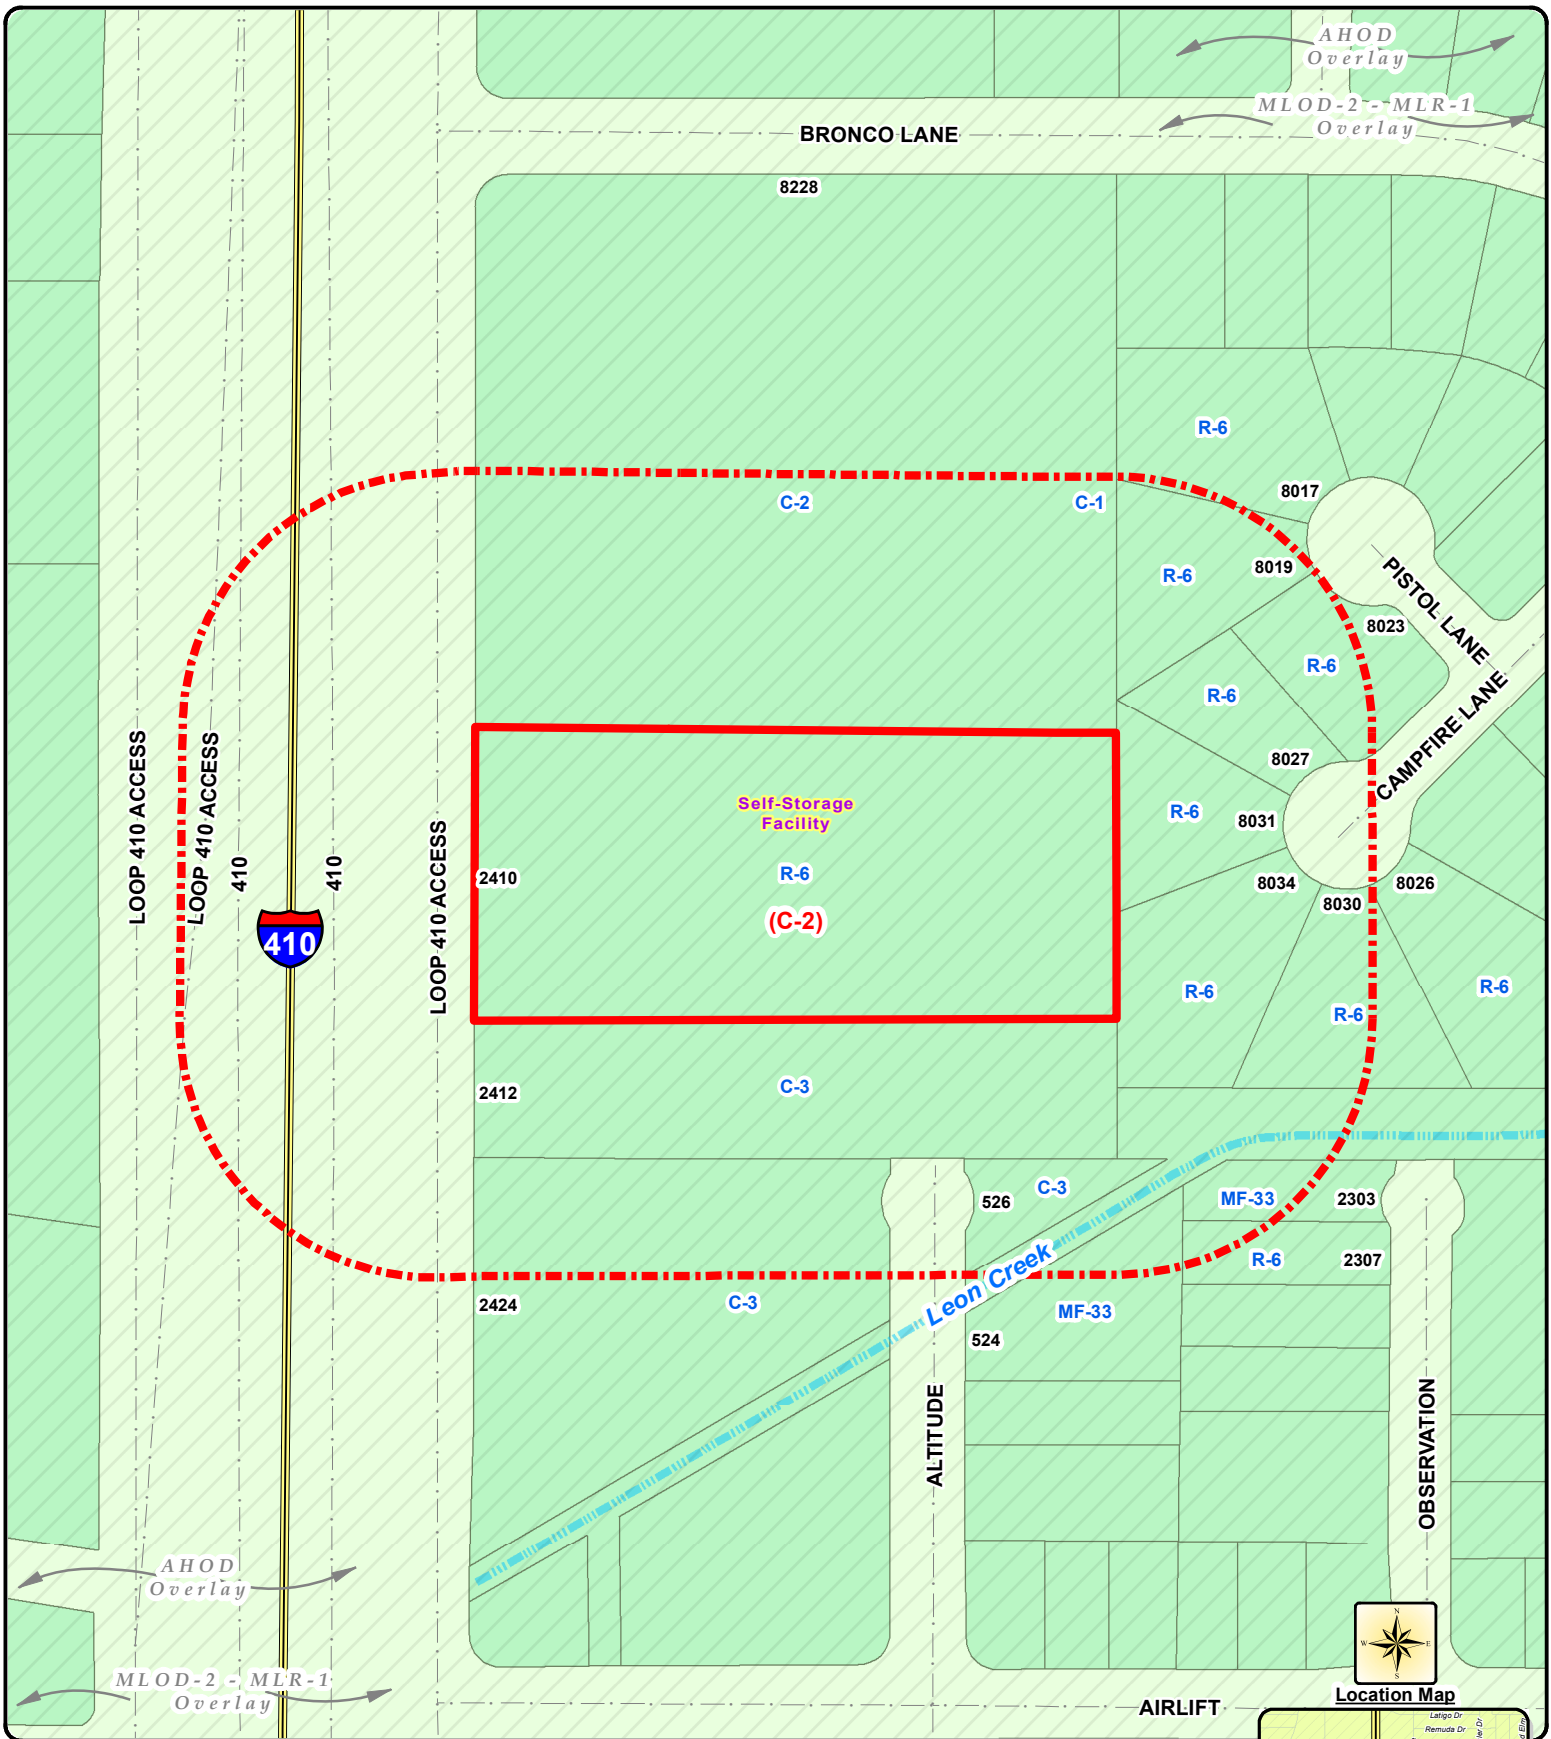 AHOD
Overlay
MLOD-2 - MLR-1
Overlay
BRONCO LANE
8228
R-6
8017
C-2
C-1
R-6
8019
PISTOL LANE
8023
R-6
R-6
CAMPFIRE LANE
8027
LOOP 410 ACCESS
LOOP 410 ACCESS
410
410
LOOP 410 ACCESS
Self-Storage
Facility
R-6
8031
2410
R-6
(C-2)
8034
8026
8030
410
R-6
R-6
R-6
2412
C-3
526
C-3
MF-33
2303
Leon Creek
R-6
2307
2424
C-3
MF-33
524
ALTITUDE
OBSERVATION
AHOD
Overlay
N
W
E
S
MLOD-2 - MLR-1
Overlay
Location Map
AIRLIFT
Latigo Dr
Remuda Dr